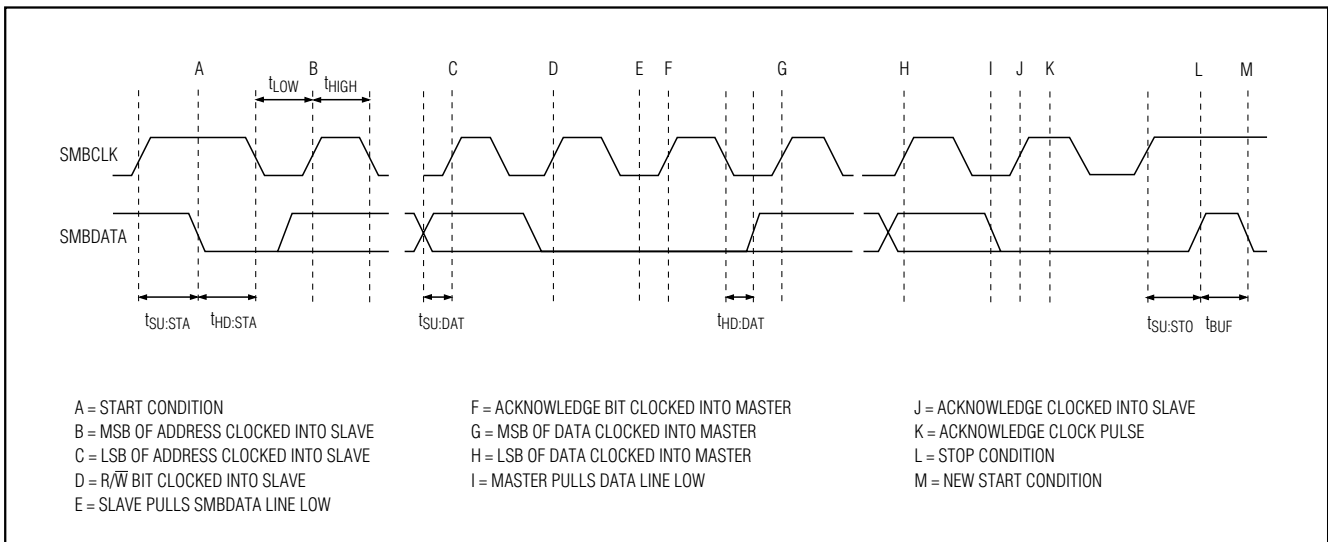 A B C D E F G H I J K L M
tLOW tHIGH
SMBCLK
SMBDATA
tSU:STA tHD:STA tSU:DAT tHD:DAT tSU:STO tBUF
A = START CONDITION
B = MSB OF ADDRESS CLOCKED INTO SLAVE
C = LSB OF ADDRESS CLOCKED INTO SLAVE
D = R/W̅ BIT CLOCKED INTO SLAVE
E = SLAVE PULLS SMBDATA LINE LOW
F = ACKNOWLEDGE BIT CLOCKED INTO MASTER
G = MSB OF DATA CLOCKED INTO MASTER
H = LSB OF DATA CLOCKED INTO MASTER
I = MASTER PULLS DATA LINE LOW
J = ACKNOWLEDGE CLOCKED INTO SLAVE
K = ACKNOWLEDGE CLOCK PULSE
L = STOP CONDITION
M = NEW START CONDITION